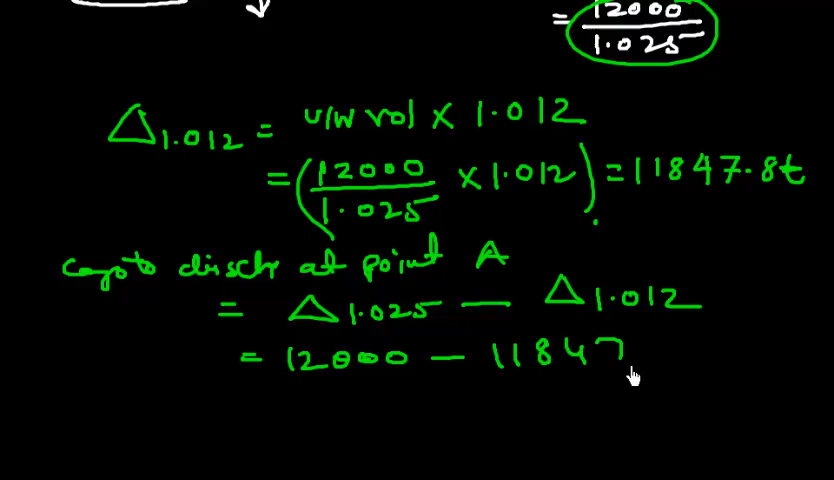 = 12000 / 1.025
Δ1.012 = u/w vol × 1.012
= (12000 / 1.025 × 1.012) = 11847.8t
cargo to disch at point A
= Δ1.025 — Δ1.012
= 12000 — 11847